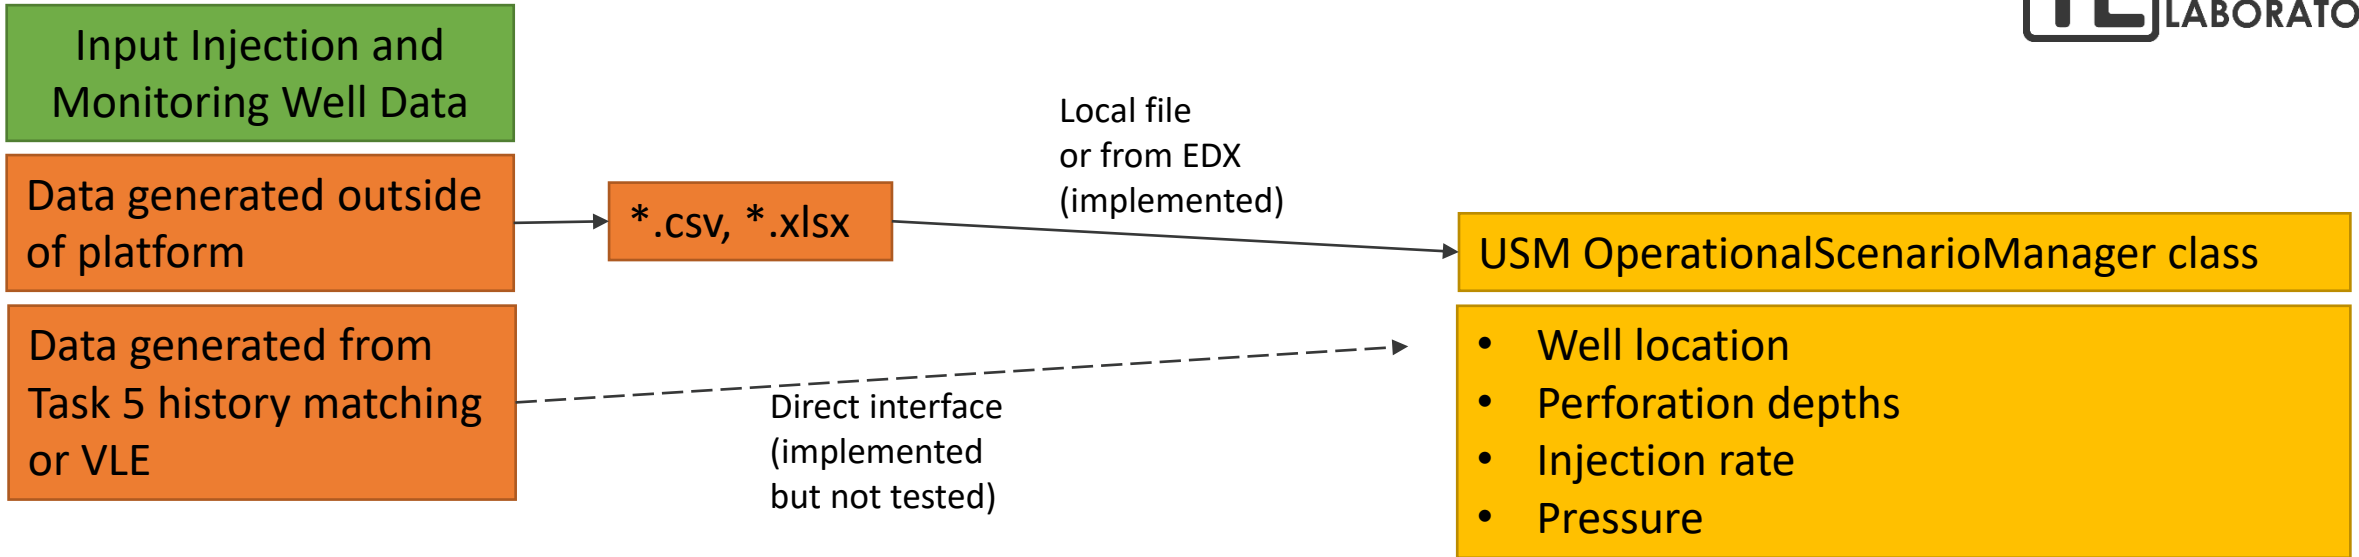 LABORATO
Input Injection and
Monitoring Well Data
Local file
or from EDX
(implemented)
Data generated outside
of platform
*.csv, *.xlsx
USM OperationalScenarioManager class
Data generated from
Task 5 history matching
or VLE
Direct interface
(implemented
but not tested)
• Well location
• Perforation depths
• Injection rate
• Pressure